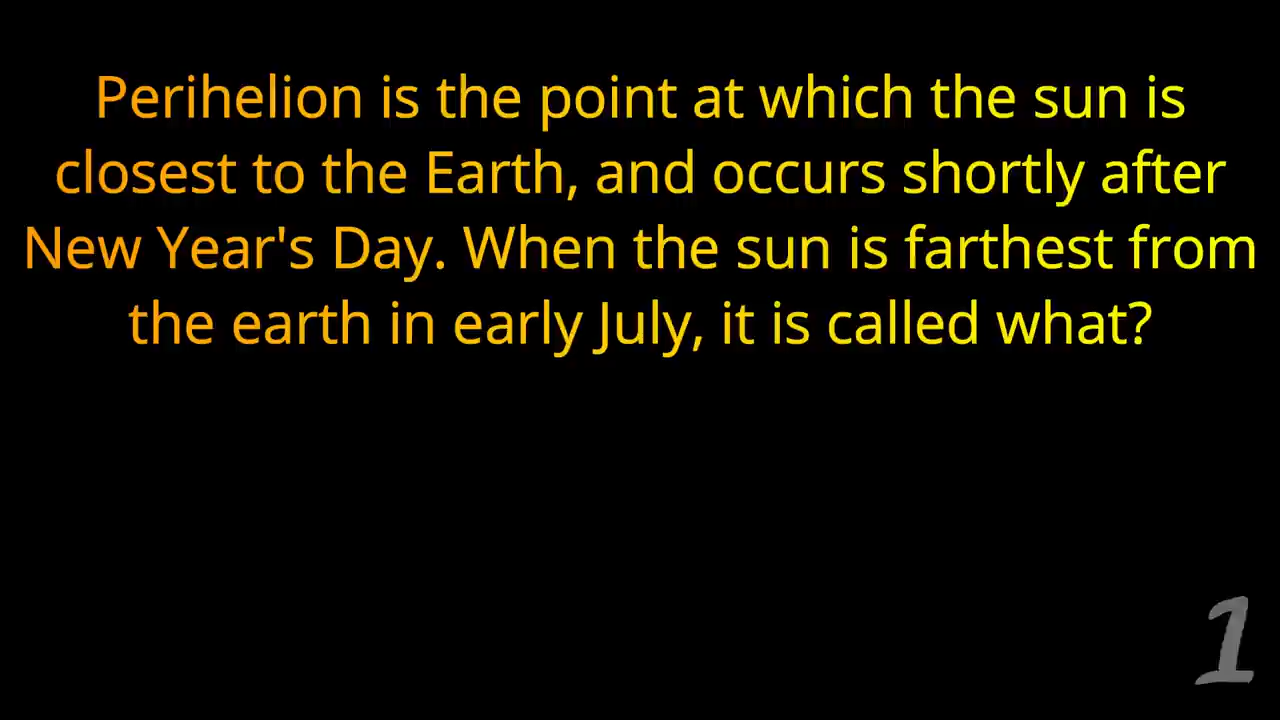 Perihelion is the point at which the sun is
closest to the Earth, and occurs shortly after
New Year's Day. When the sun is farthest from
the earth in early July, it is called what?
1